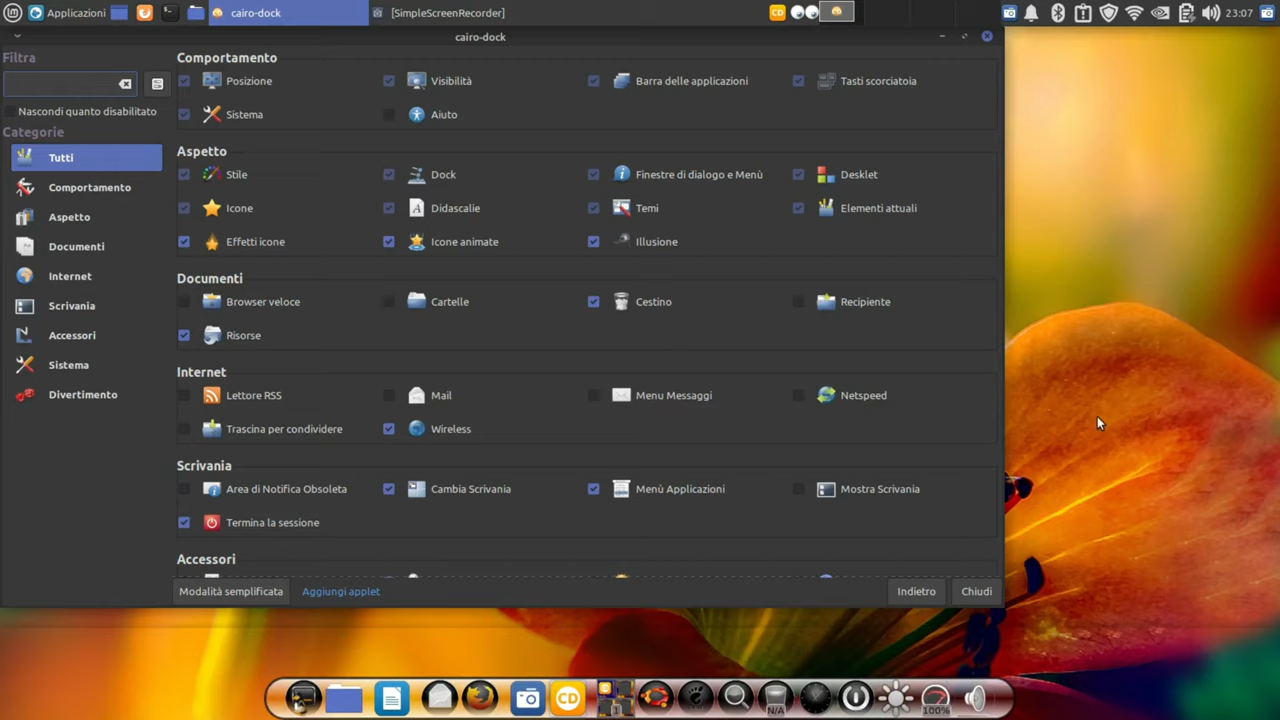 Applicazioni
cairo-dock
[SimpleScreenRecorder]
CD
23:07
cairo-dock
Filtra
Nascondi quanto disabilitato
Categorie
Tutti
Comportamento
Aspetto
Documenti
Internet
Scrivania
Accessori
Sistema
Divertimento
Comportamento
Posizione
Visibilità
Barra delle applicazioni
Tasti scorciatoia
Sistema
Aiuto
Aspetto
Stile
Dock
Finestre di dialogo e Menù
Desklet
Icone
Didascalie
Temi
Elementi attuali
Effetti icone
Icone animate
Illusione
Documenti
Browser veloce
Cartelle
Cestino
Recipiente
Risorse
Internet
Lettore RSS
Mail
Menu Messaggi
Netspeed
Trascina per condividere
Wireless
Scrivania
Area di Notifica Obsoleta
Cambia Scrivania
Menù Applicazioni
Mostra Scrivania
Termina la sessione
Accessori
Modalità semplificata
Aggiungi applet
Indietro
Chiudi
CD
1
N/A
100%